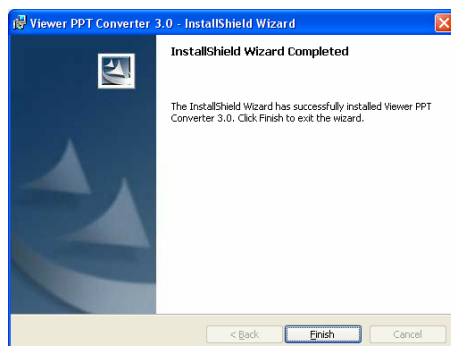 Viewer PPT Converter 3.0 - InstallShield Wizard
InstallShield Wizard Completed
The InstallShield Wizard has successfully installed Viewer PPT
Converter 3.0. Click Finish to exit the wizard.
< Back
Finish
Cancel